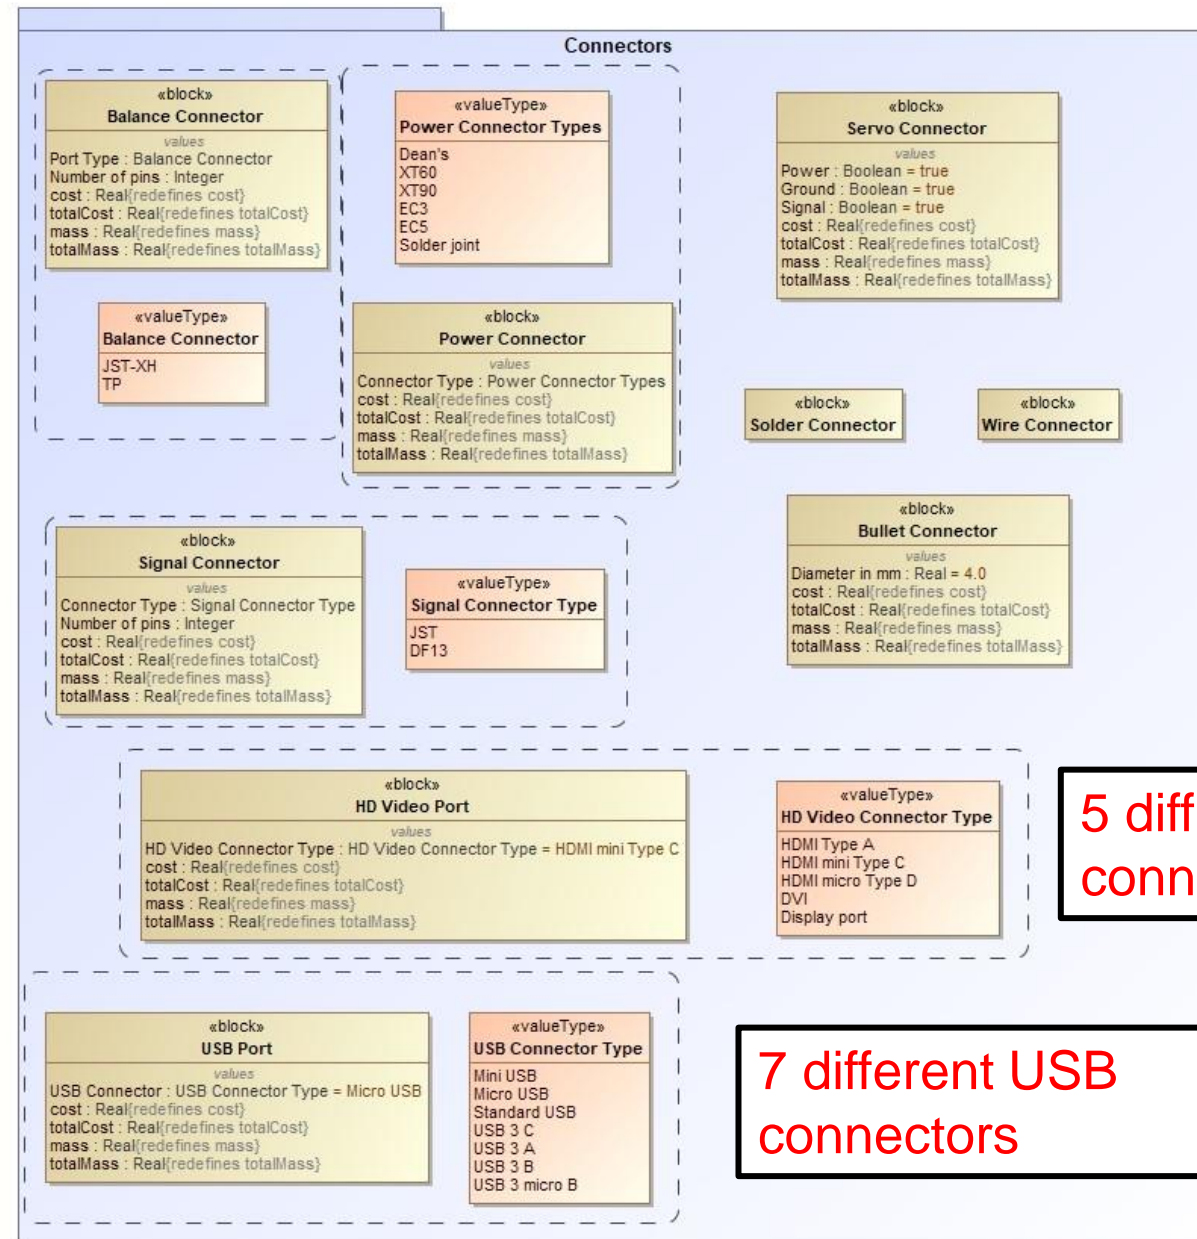 Connectors
«block»
Balance Connector
values
Port Type : Balance Connector
Number of pins : Integer
cost : Real{redefines cost}
totalCost : Real{redefines totalCost}
mass : Real{redefines mass}
totalMass : Real{redefines totalMass}
«valueType»
Balance Connector
JST-XH
TP
«valueType»
Power Connector Types
Dean's
XT60
XT90
EC3
EC5
Solder joint
«block»
Power Connector
values
Connector Type : Power Connector Types
cost : Real{redefines cost}
totalCost : Real{redefines totalCost}
mass : Real{redefines mass}
totalMass : Real{redefines totalMass}
«block»
Servo Connector
values
Power : Boolean = true
Ground : Boolean = true
Signal : Boolean = true
cost : Real{redefines cost}
totalCost : Real{redefines totalCost}
mass : Real{redefines mass}
totalMass : Real{redefines totalMass}
«block»
Solder Connector
«block»
Wire Connector
«block»
Bullet Connector
values
Diameter in mm : Real = 4.0
cost : Real{redefines cost}
totalCost : Real{redefines totalCost}
mass : Real{redefines mass}
totalMass : Real{redefines totalMass}
«block»
Signal Connector
values
Connector Type : Signal Connector Type
Number of pins : Integer
cost : Real{redefines cost}
totalCost : Real{redefines totalCost}
mass : Real{redefines mass}
totalMass : Real{redefines totalMass}
«valueType»
Signal Connector Type
JST
DF13
«block»
HD Video Port
values
HD Video Connector Type : HD Video Connector Type = HDMI mini Type C
cost : Real{redefines cost}
totalCost : Real{redefines totalCost}
mass : Real{redefines mass}
totalMass : Real{redefines totalMass}
«valueType»
HD Video Connector Type
HDMI Type A
HDMI mini Type C
HDMI micro Type D
DVI
Display port
5 diff
conn
«block»
USB Port
values
USB Connector : USB Connector Type = Micro USB
cost : Real{redefines cost}
totalCost : Real{redefines totalCost}
mass : Real{redefines mass}
totalMass : Real{redefines totalMass}
«valueType»
USB Connector Type
Mini USB
Micro USB
Standard USB
USB 3 C
USB 3 A
USB 3 B
USB 3 micro B
7 different USB
connectors